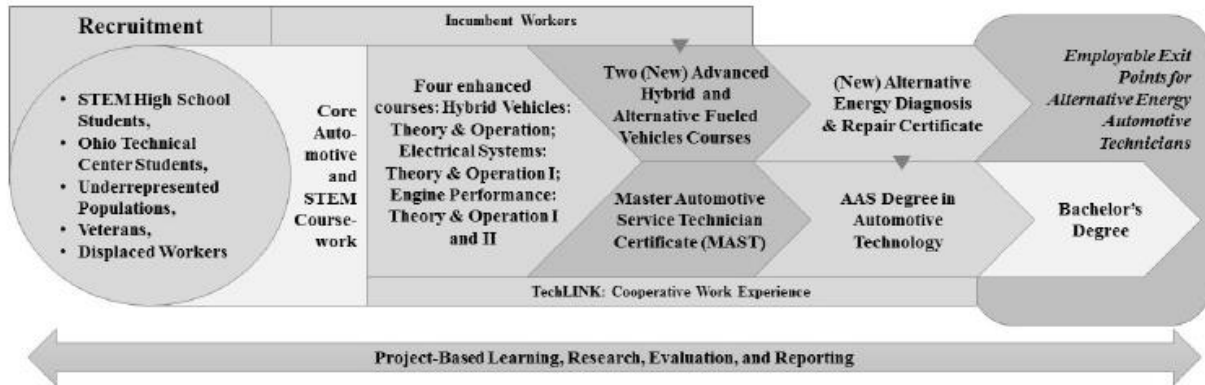 Recruitment
Incumbent Workers
• STEM High School
Students,
• Ohio Technical
Center Students,
• Underrepresented
Populations,
• Veterans,
• Displaced Workers
Core
Auto-
motive
and
STEM
Course-
work
Four enhanced
courses: Hybrid Vehicles:
Theory & Operation;
Electrical Systems:
Theory & Operation I;
Engine Performance:
Theory & Operation I
and II
Two (New) Advanced
Hybrid and
Alternative Fueled
Vehicles Courses
Master Automotive
Service Technician
Certificate (MAST)
(New) Alternative
Energy Diagnosis
& Repair Certificate
AAS Degree in
Automotive
Technology
Employable Exit
Points for
Alternative Energy
Automotive
Technicians
Bachelor's
Degree
TechLINK: Cooperative Work Experience
Project-Based Learning, Research, Evaluation, and Reporting